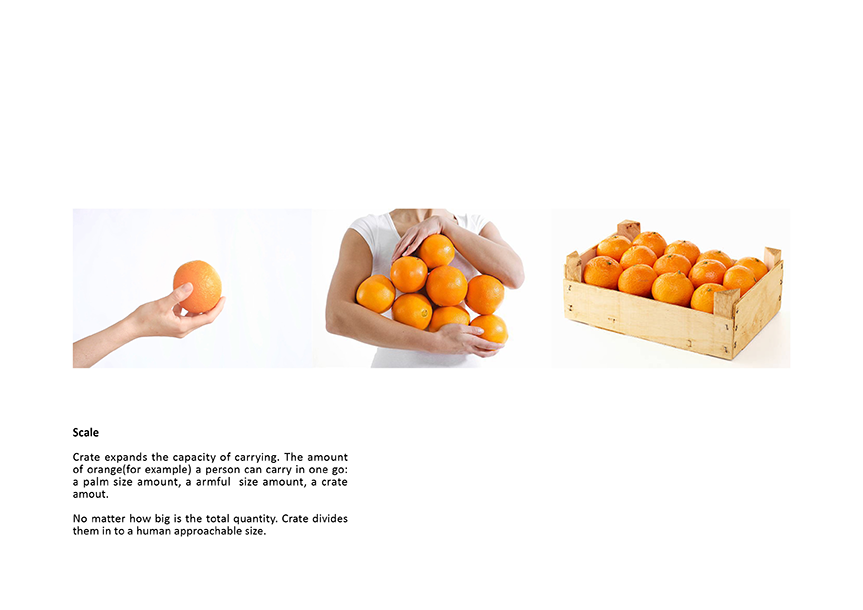 Scale
Crate expands the capacity of carrying. The amount
of orange(for example) a person can carry in one go:
a palm size amount, a armful  size amount, a crate
amout.
No matter how big is the total quantity. Crate divides
them in to a human approachable size.